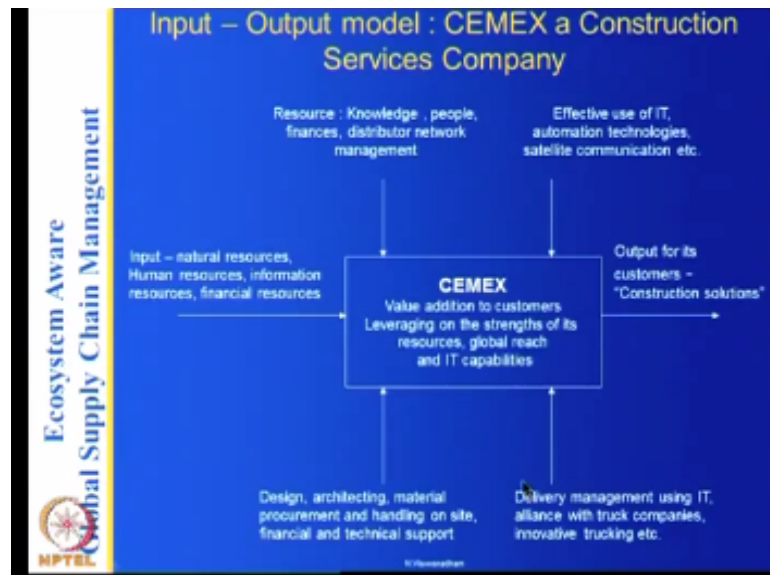 Input – Output model : CEMEX a Construction
Services Company
Ecosystem Aware
Global Supply Chain Management
Resource : Knowledge , people,
finances, distributor network
management
Effective use of IT,
automation technologies,
satellite communication etc.
Input – natural resources,
Human resources, information
resources, financial resources
CEMEX
Value addition to customers
Leveraging on the strengths of its
resources, global reach
and IT capabilities
Output for its
customers –
"Construction solutions"
Design, architecting, material
procurement and handling on site,
financial and technical support
Delivery management using IT,
alliance with truck companies,
innovative trucking etc.
NPTEL
N.Viswanadham